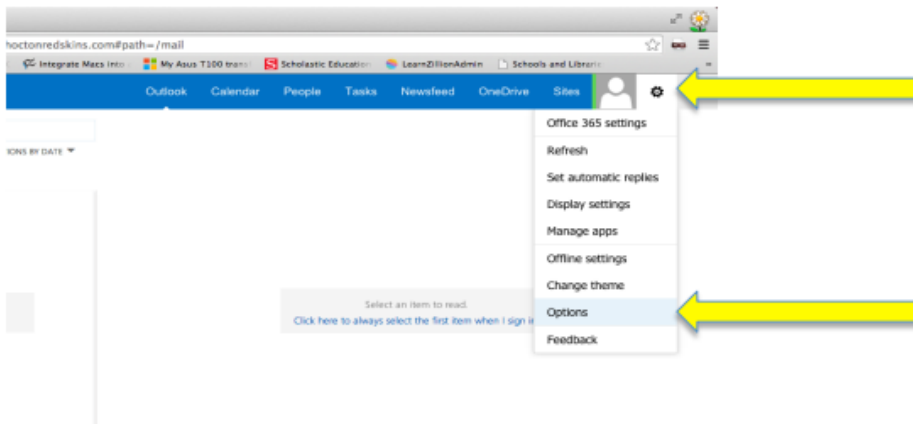 hoctonredskins.com#path=/mail
Integrate Macs into My Asus T100 trans Scholastic Education LearnZillionAdmin Schools and Librarie
Outlook Calendar People Tasks Newsfeed OneDrive Sites
Office 365 settings
IONS BY DATE
Refresh
Set automatic replies
Display settings
Manage apps
Offline settings
Change theme
Select an item to read.
Click here to always select the first item when I sign in
Options
Feedback